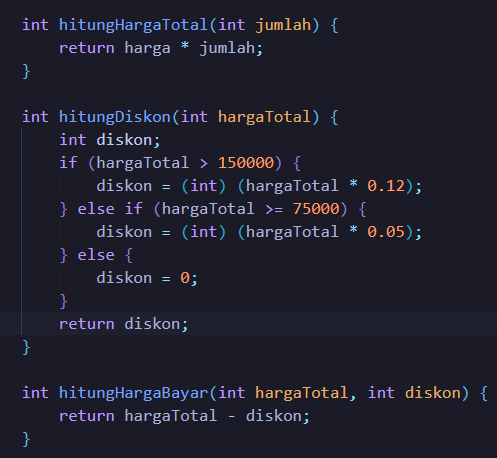 int hitungHargaTotal(int jumlah) {
    return harga * jumlah;
}

int hitungDiskon(int hargaTotal) {
    int diskon;
    if (hargaTotal > 150000) {
        diskon = (int) (hargaTotal * 0.12);
    } else if (hargaTotal >= 75000) {
        diskon = (int) (hargaTotal * 0.05);
    } else {
        diskon = 0;
    }
    return diskon;
}

int hitungHargaBayar(int hargaTotal, int diskon) {
    return hargaTotal - diskon;
}